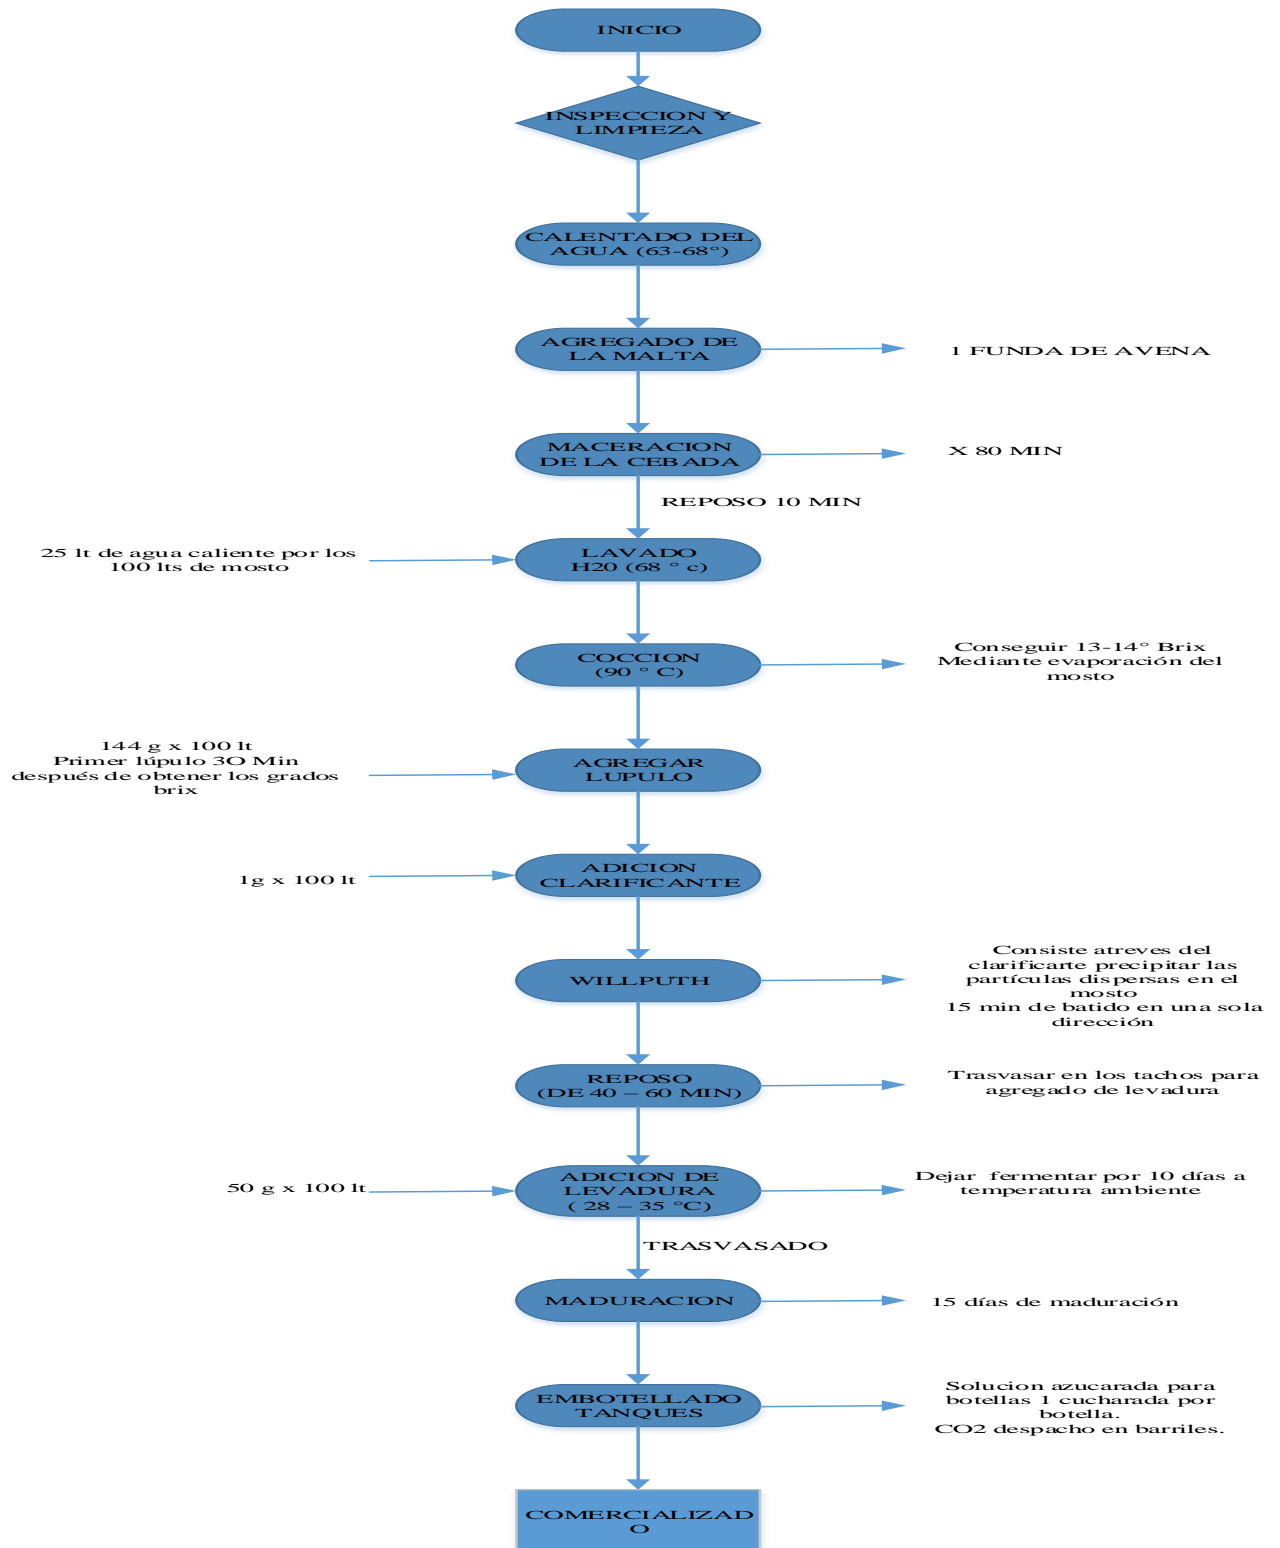 INICIO
INSPECCION Y
LIMPIEZA
CALENTADO DEL
AGUA (63-68°)
AGREGADO DE
LA MALTA
1 FUNDA DE AVENA
MACERACION
DE LA CEBADA
X 80 MIN
REPOSO 10 MIN
25 lt de agua caliente por los
100 lts de mosto
LAVADO
H20 (68 ° c)
COCCION
(90 ° C)
Conseguir 13-14° Brix
Mediante evaporación del
mosto
144 g x 100 lt
Primer lúpulo 3O Min
después de obtener los grados
brix
AGREGAR
LUPULO
1g x 100 lt
ADICION
CLARIFICANTE
WILLPUTH
Consiste atreves del
clarificarte precipitar las
partículas dispersas en el
mosto
15 min de batido en una sola
dirección
REPOSO
(DE 40 – 60 MIN)
Trasvasar en los tachos para
agregado de levadura
50 g x 100 lt
ADICION DE
LEVADURA
( 28 – 35 °C)
Dejar  fermentar por 10 días a
temperatura ambiente
TRASVASADO
MADURACION
15 días de maduración
EMBOTELLADO
TANQUES
Solucion azucarada para
botellas 1 cucharada por
botella.
CO2 despacho en barriles.
COMERCIALIZAD
O